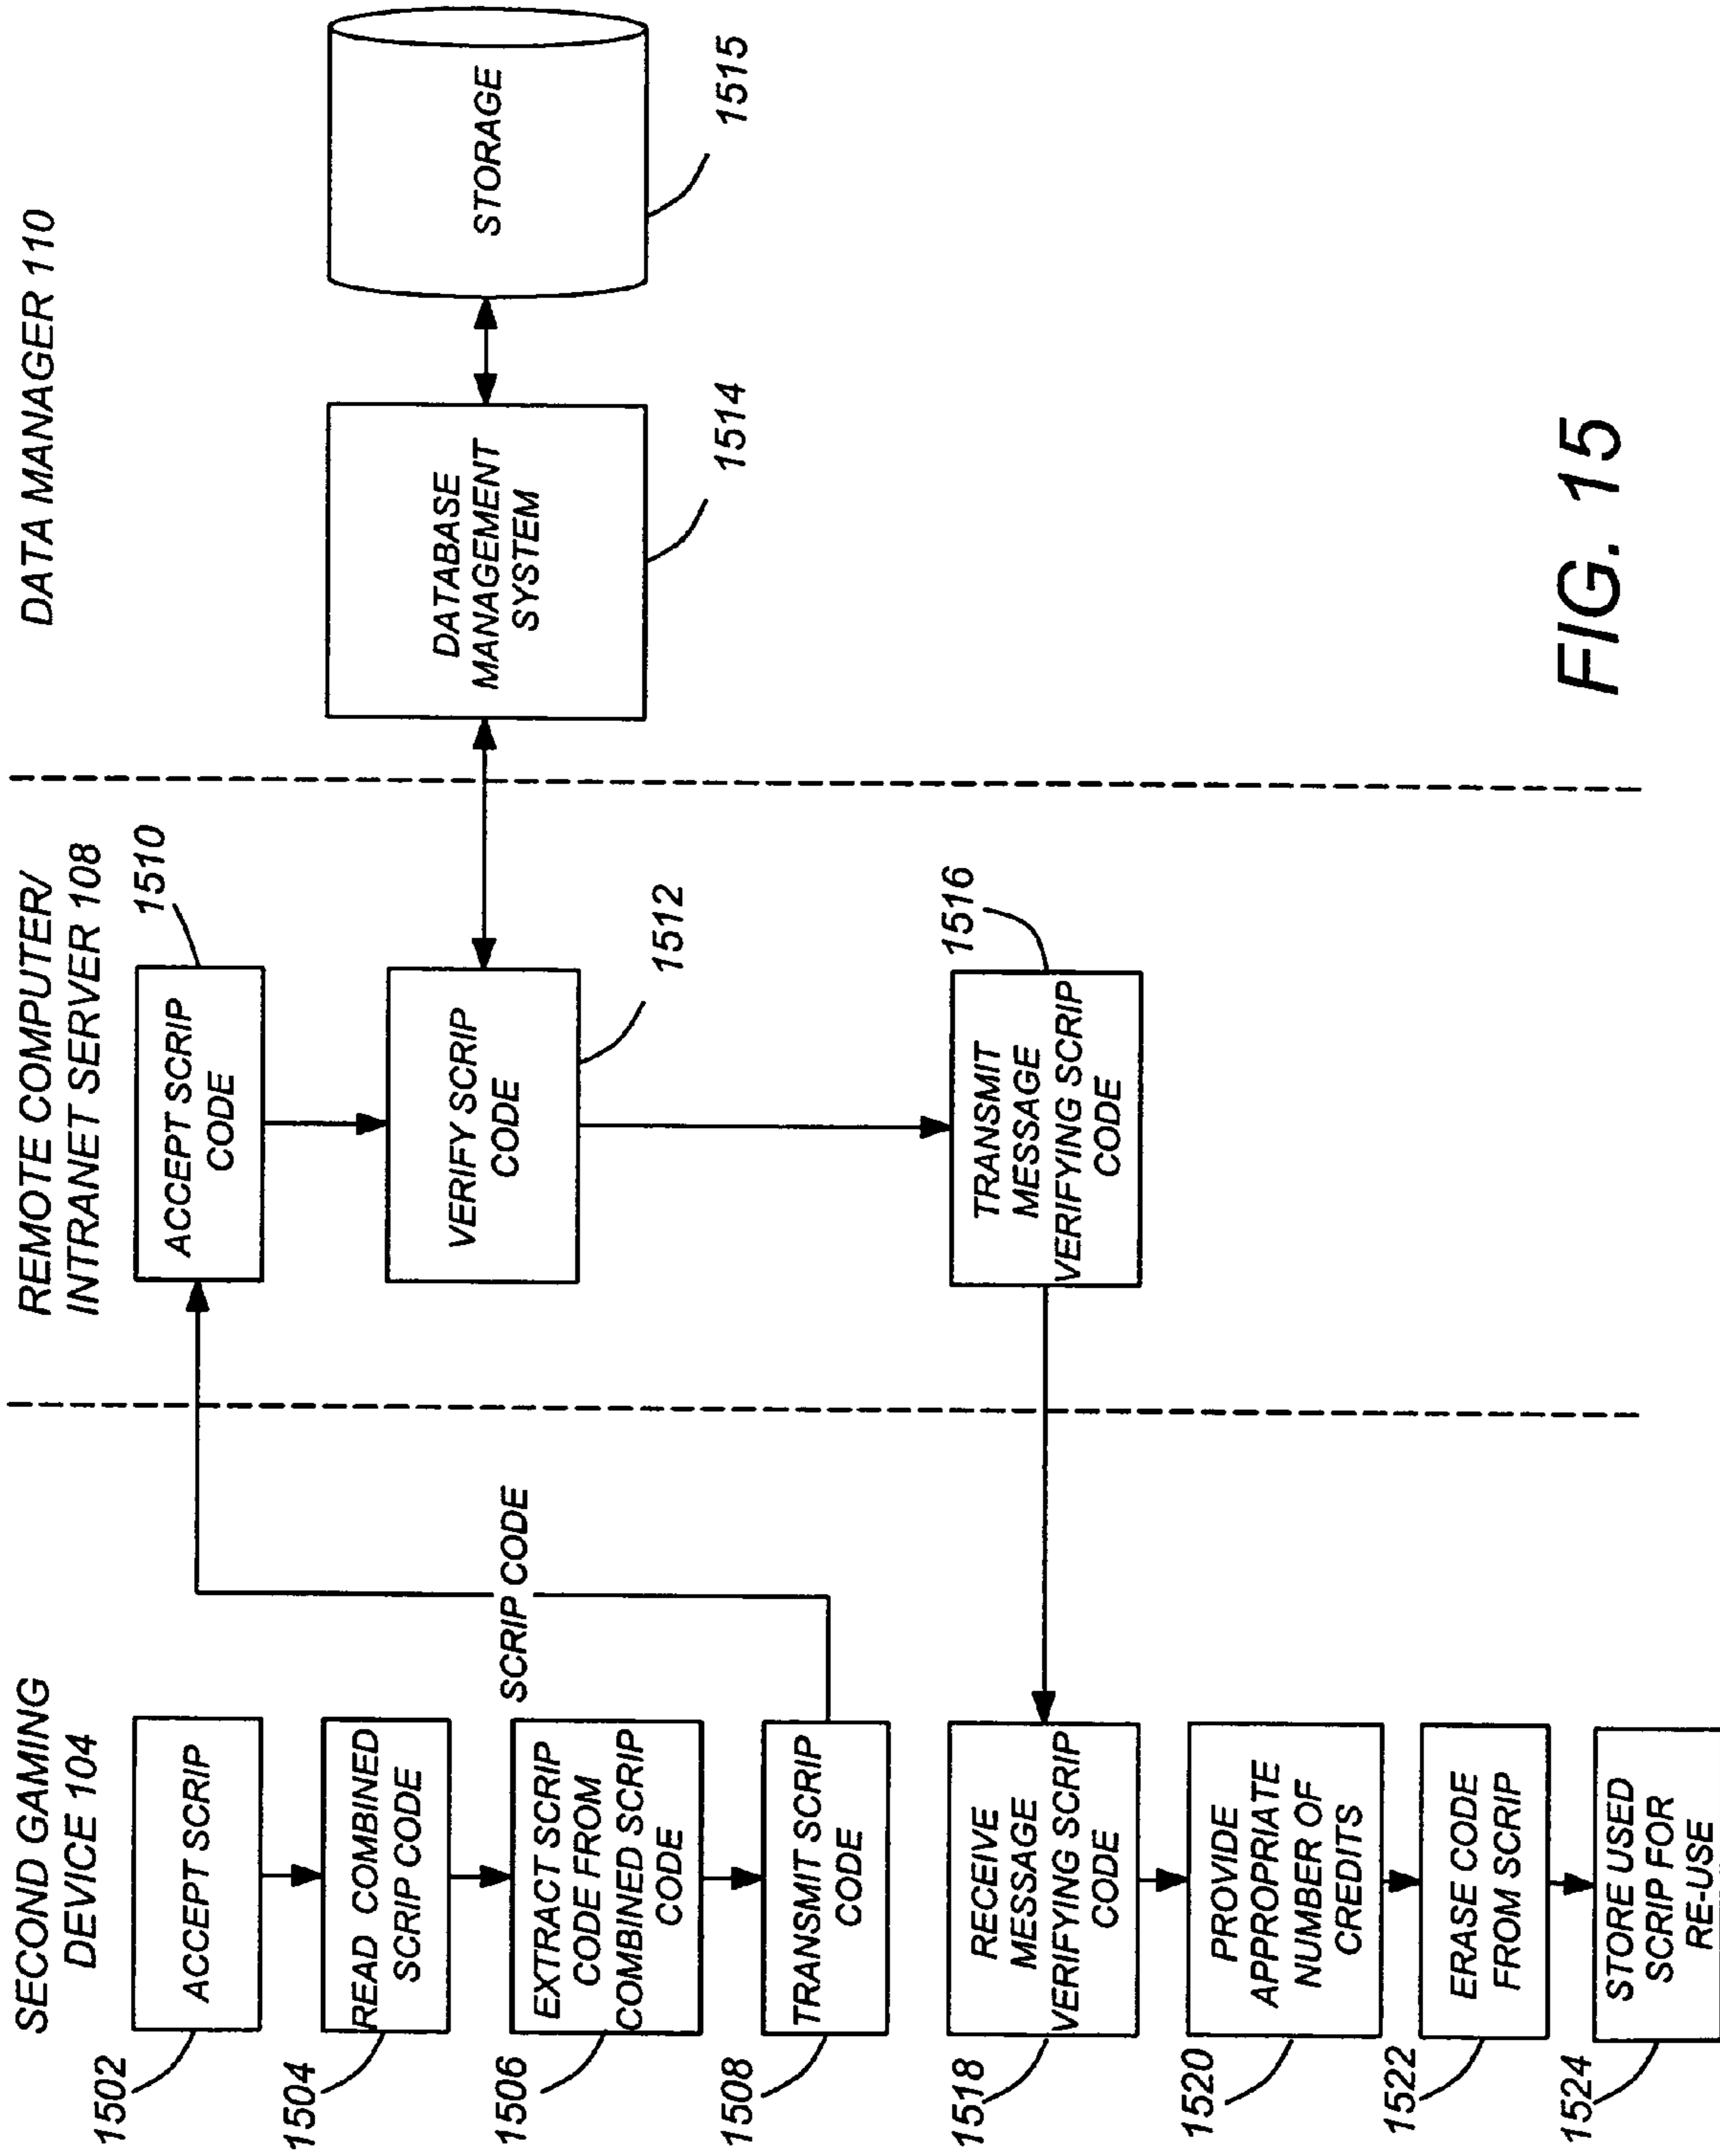 SECOND GAMING
DEVICE 104
REMOTE COMPUTER/
INTRANET SERVER 108
DATA MANAGER 110
1502
ACCEPT SCRIP
1504
READ COMBINED
SCRIP CODE
1506
EXTRACT SCRIP
CODE FROM
COMBINED SCRIP
CODE
1508
TRANSMIT SCRIP
CODE
SCRIP CODE
1510
ACCEPT SCRIP
CODE
1512
VERIFY SCRIP
CODE
1514
DATABASE
MANAGEMENT
SYSTEM
1515
STORAGE
1516
TRANSMIT
MESSAGE
VERIFYING SCRIP
CODE
1518
RECEIVE
MESSAGE
VERIFYING SCRIP
CODE
1520
PROVIDE
APPROPRIATE
NUMBER OF
CREDITS
1522
ERASE CODE
FROM SCRIP
1524
STORE USED
SCRIP FOR
RE-USE
FIG. 15